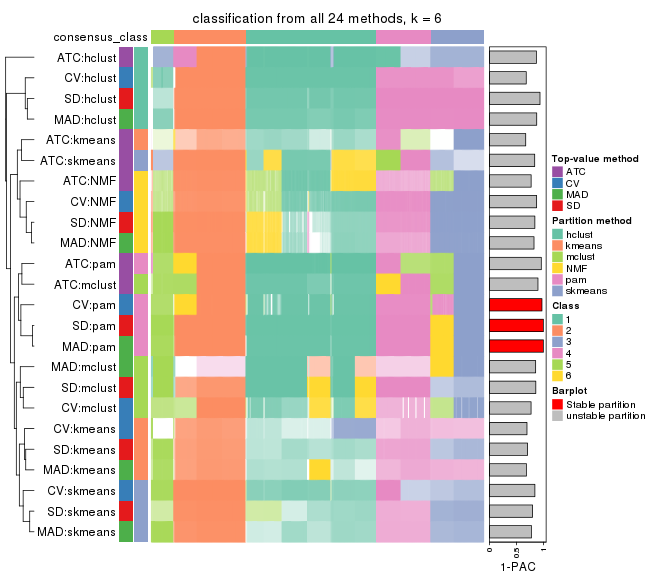 classification from all 24 methods, k = 6
consensus_class
ATC:hclust
CV:hclust
SD:hclust
MAD:hclust
ATC:kmeans
ATC:skmeans
ATC:NMF
CV:NMF
SD:NMF
MAD:NMF
ATC:pam
ATC:mclust
CV:pam
SD:pam
MAD:pam
MAD:mclust
SD:mclust
CV:mclust
CV:kmeans
SD:kmeans
MAD:kmeans
CV:skmeans
SD:skmeans
MAD:skmeans
0
0.5
1
1-PAC
Top-value method
ATC
CV
MAD
SD
Partition method
hclust
kmeans
mclust
NMF
pam
skmeans
Class
1
2
3
4
5
6
Barplot
Stable partition
unstable partition